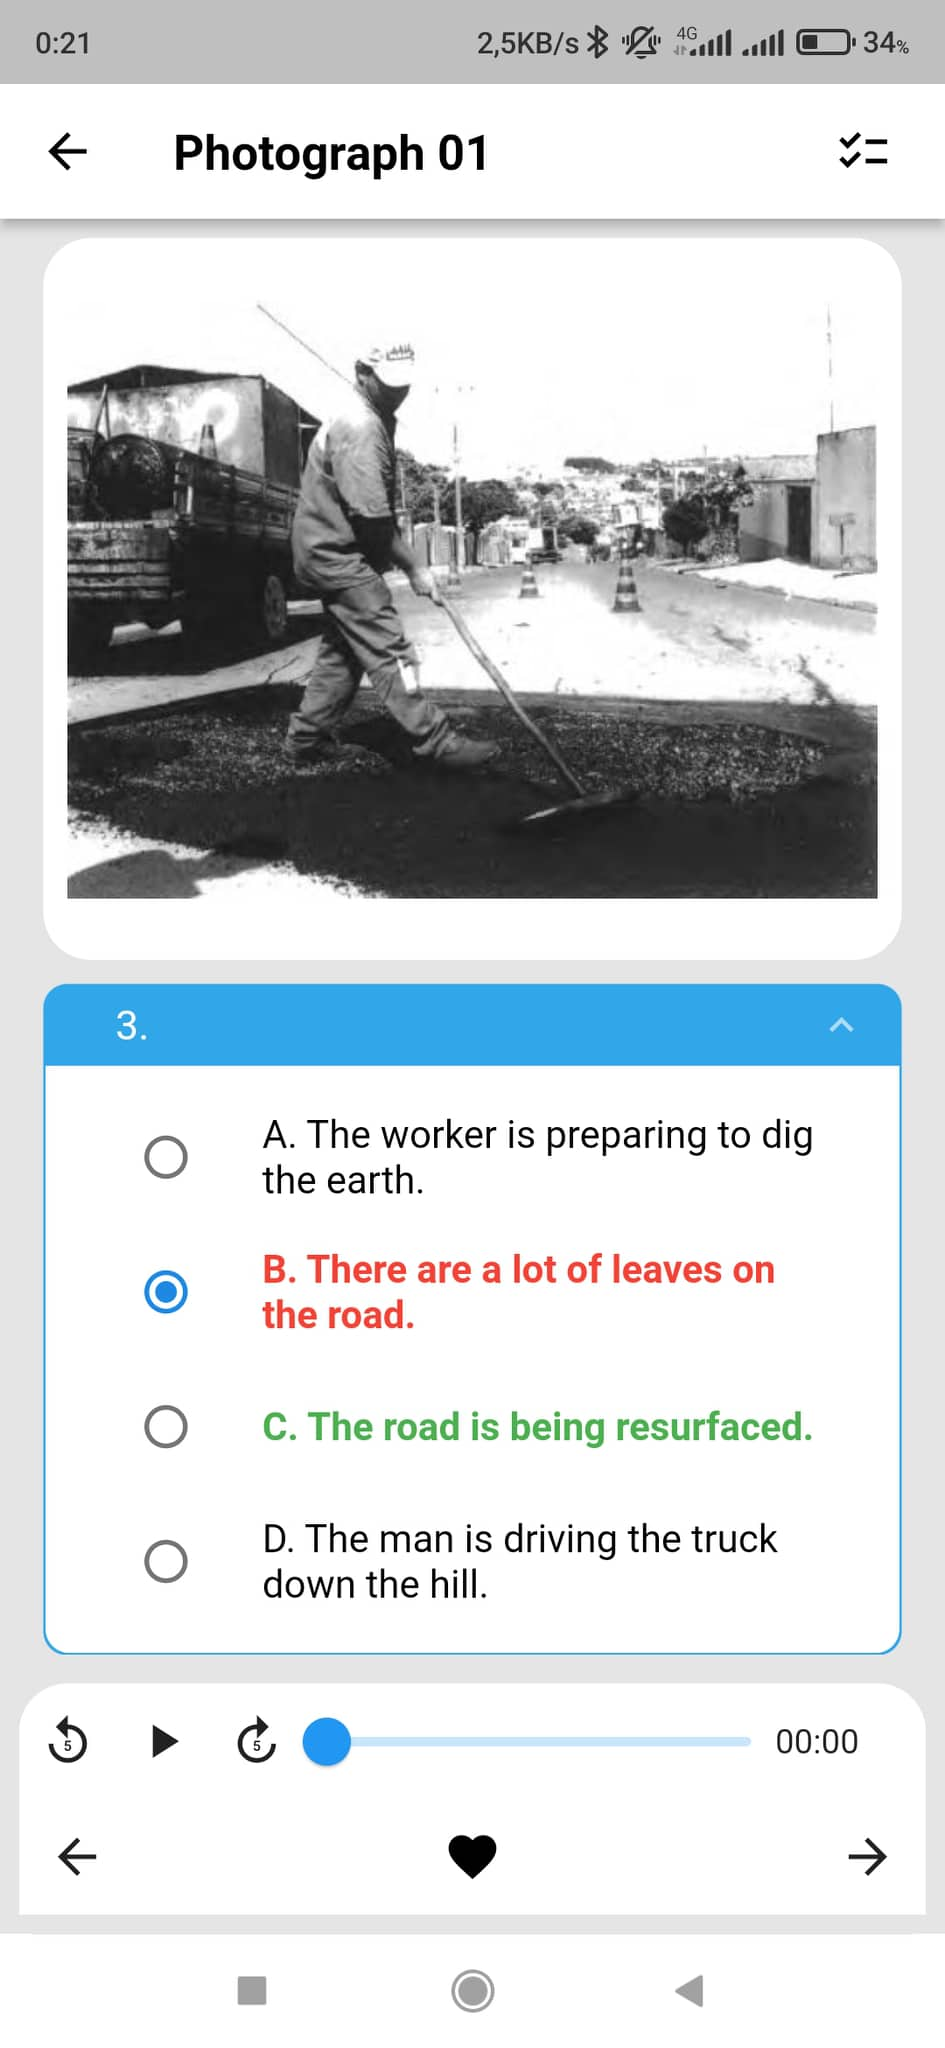 0:21
2,5KB/s 4G 34%
Photograph 01
3.
A. The worker is preparing to dig
the earth.
B. There are a lot of leaves on
the road.
C. The road is being resurfaced.
D. The man is driving the truck
down the hill.
5 5 00:00